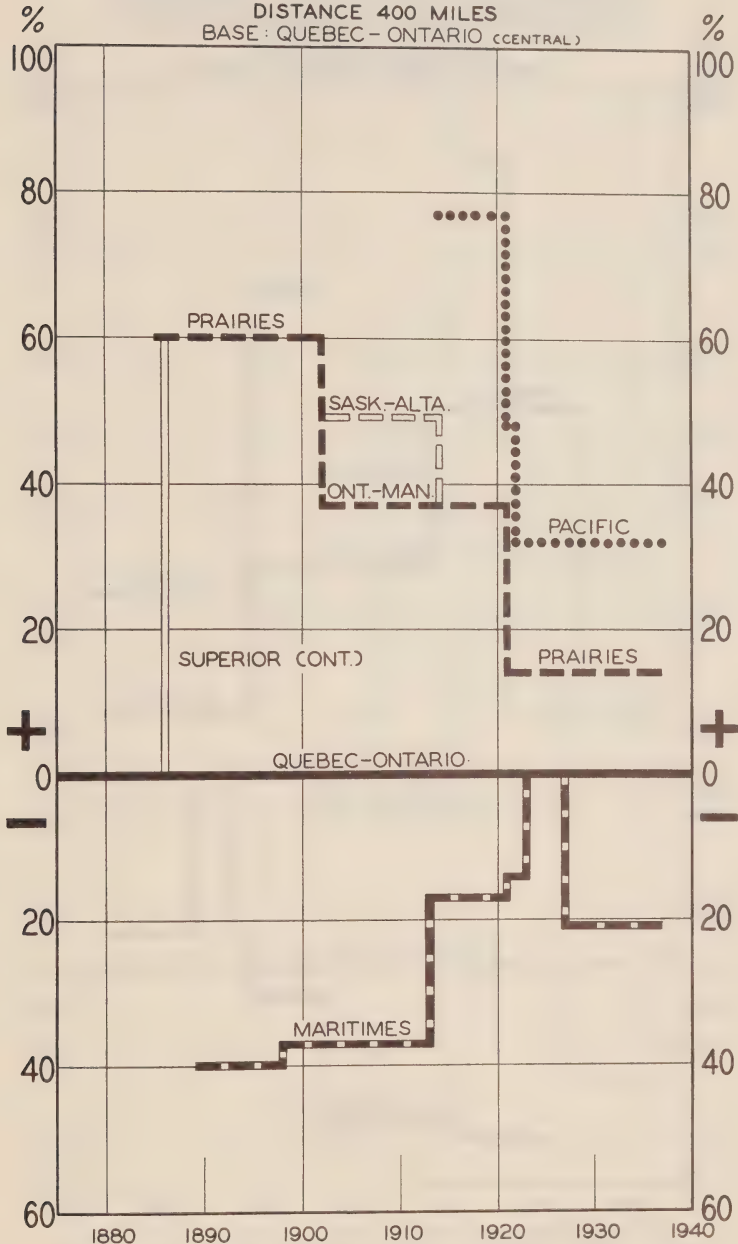 DISTANCE 400 MILES
% BASE: QUEBEC-ONTARIO (CENTRAL) %
100 100
80 80
PRAIRIES
60 60
SASK.-ALTA.
ONT.-MAN.
40 40
PACIFIC
20 20
SUPERIOR (ONT.) PRAIRIES
+ +
QUEBEC-ONTARIO
0 0
— —
20 20
MARITIMES
40 40
60 60
1880 1890 1900 1910 1920 1930 1940